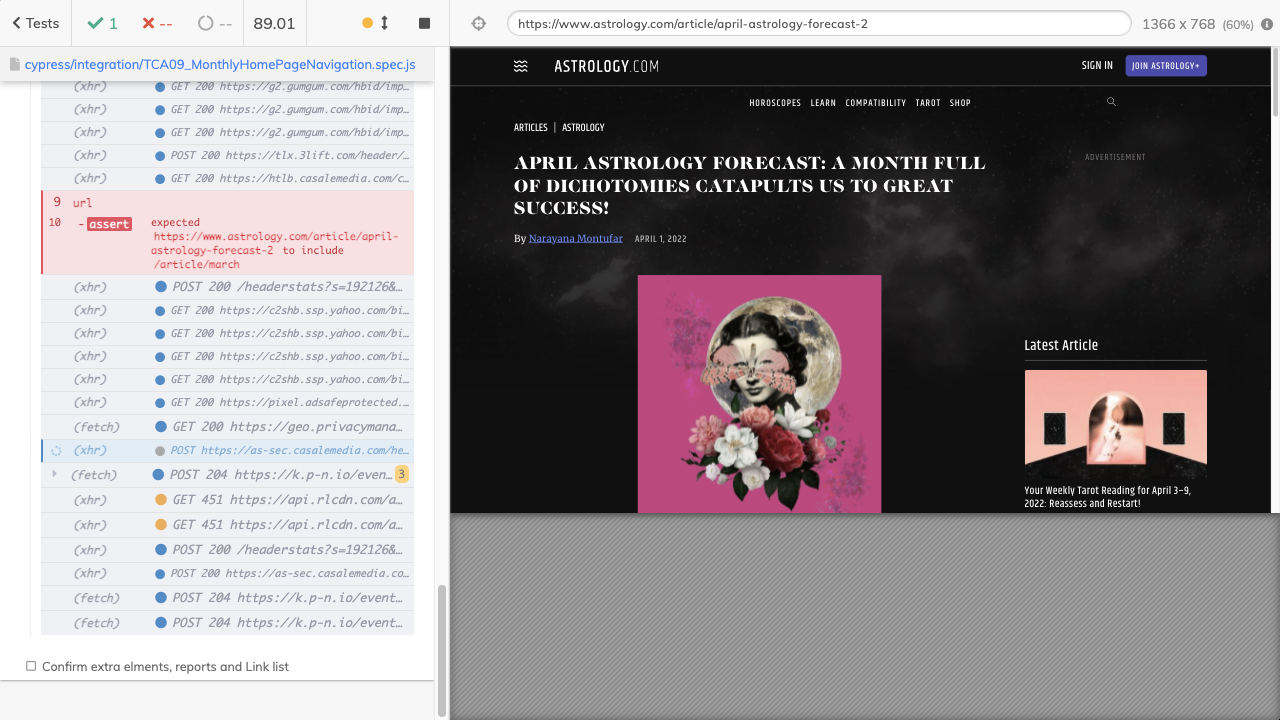 Tests
1
--
--
89.01
https://www.astrology.com/article/april-astrology-forecast-2
1366 x 768 (60%)
cypress/integration/TCA09_MonthlyHomePageNavigation.spec.js
(xhr) GET 200 https://g2.gumgum.com/hbid/imp…
(xhr) GET 200 https://g2.gumgum.com/hbid/imp…
(xhr) GET 200 https://g2.gumgum.com/hbid/imp…
(xhr) POST 200 https://tlx.3lift.com/header/…
(xhr) GET 200 https://htlb.casalemedia.com/c…
9 url
10 - assert expected
https://www.astrology.com/article/april-
astrology-forecast-2 to include
/article/march
(xhr) POST 200 /headerstats?s=192126&…
(xhr) GET 200 https://c2shb.ssp.yahoo.com/bi…
(xhr) GET 200 https://c2shb.ssp.yahoo.com/bi…
(xhr) GET 200 https://c2shb.ssp.yahoo.com/bi…
(xhr) GET 200 https://c2shb.ssp.yahoo.com/bi…
(xhr) GET 200 https://pixel.adsafeprotected.…
(fetch) GET 200 https://geo.privacymana…
(xhr) POST https://as-sec.casalemedia.com/he…
(fetch) POST 204 https://k.p-n.io/even… 3
(xhr) GET 451 https://api.rlcdn.com/a…
(xhr) GET 451 https://api.rlcdn.com/a…
(xhr) POST 200 /headerstats?s=192126&…
(xhr) POST 200 https://as-sec.casalemedia.co…
(fetch) POST 204 https://k.p-n.io/event…
(fetch) POST 204 https://k.p-n.io/event…
Confirm extra elments, reports and Link list
ASTROLOGY.COM
SIGN IN
JOIN ASTROLOGY+
HOROSCOPES LEARN COMPATIBILITY TAROT SHOP
ARTICLES | ASTROLOGY
APRIL ASTROLOGY FORECAST: A MONTH FULL
OF DICHOTOMIES CATAPULTS US TO GREAT
SUCCESS!
By Narayana Montufar APRIL 1, 2022
ADVERTISEMENT
Latest Article
Your Weekly Tarot Reading for April 3–9,
2022: Reassess and Restart!